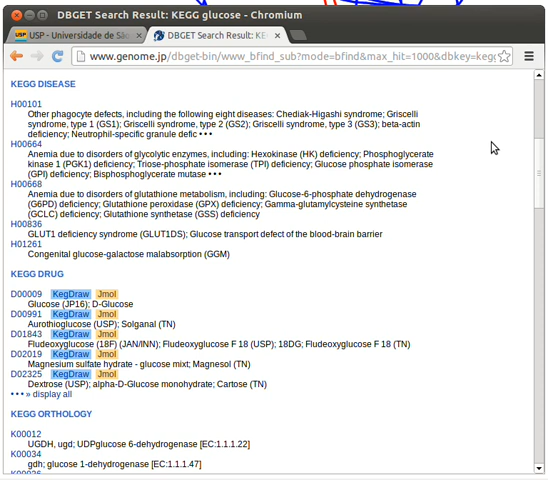 DBGET Search Result: KEGG glucose - Chromium
USP - Universidade de São
DBGET Search Result: KEGG
www.genome.jp/dbget-bin/www_bfind_sub?mode=bfind&max_hit=1000&dbkey=kegg
KEGG DISEASE
H00101
Other phagocyte defects, including the following eight diseases: Chediak-Higashi syndrome; Griscelli
syndrome, type 1 (GS1); Griscelli syndrome, type 2 (GS2); Griscelli syndrome, type 3 (GS3); beta-actin
deficiency; Neutrophil-specific granule defic • • •
H00664
Anemia due to disorders of glycolytic enzymes, including: Hexokinase (HK) deficiency; Phosphoglycerate
kinase 1 (PGK1) deficiency; Triose-phosphate isomerase (TPI) deficiency; Glucose phosphate isomerase
(GPI) deficiency; Bisphosphoglycerate mutase • • •
H00668
Anemia due to disorders of glutathione metabolism, including: Glucose-6-phosphate dehydrogenase
(G6PD) deficiency; Glutathione peroxidase (GPX) deficiency; Gamma-glutamylcysteine synthetase
(GCLC) deficiency; Glutathione synthetase (GSS) deficiency
H00836
GLUT1 deficiency syndrome (GLUT1DS); Glucose transport defect of the blood-brain barrier
H01261
Congenital glucose-galactose malabsorption (GGM)
KEGG DRUG
D00009 KegDraw Jmol
Glucose (JP16); D-Glucose
D00991 KegDraw Jmol
Aurothioglucose (USP); Solganal (TN)
D01843 KegDraw Jmol
Fludeoxyglucose (18F) (JAN/INN); Fludeoxyglucose F 18 (USP); 18DG; Fludeoxyglucose F 18 (TN)
D02019 KegDraw Jmol
Magnesium sulfate hydrate - glucose mixt; Magnesol (TN)
D02325 KegDraw Jmol
Dextrose (USP); alpha-D-Glucose monohydrate; Cartose (TN)
• • • » display all
KEGG ORTHOLOGY
K00012
UGDH, ugd; UDPglucose 6-dehydrogenase [EC:1.1.1.22]
K00034
gdh; glucose 1-dehydrogenase [EC:1.1.1.47]